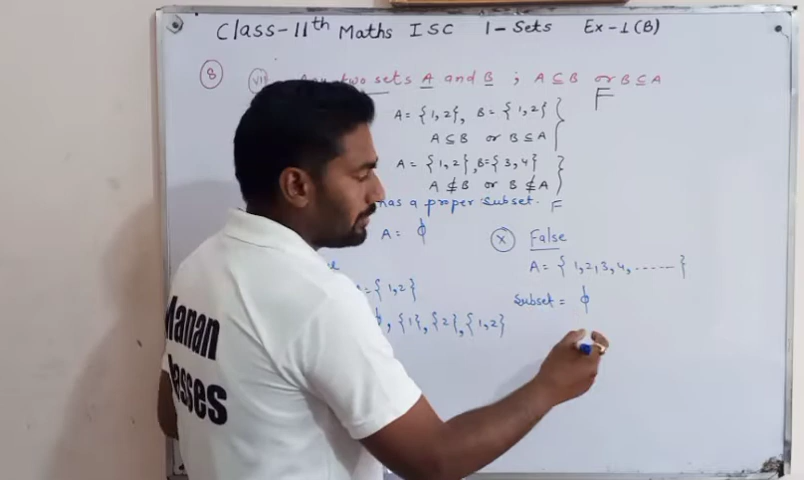 Class-11th Maths ISC 1-Sets Ex-1(B)
8 VII Any two sets A and B ; A ⊆ B or B ⊆ A
F
A = {1,2}, B = {1,2}
A ⊆ B or B ⊆ A
A = {1,2}, B = {3,4}
A ⊄ B or B ⊄ A
has a proper subset. F
A = ϕ
X False
A = { 1,2,3,4, ...... }
= {1,2}
Subset = ϕ
, {1}, {2}, {1,2}
Manan